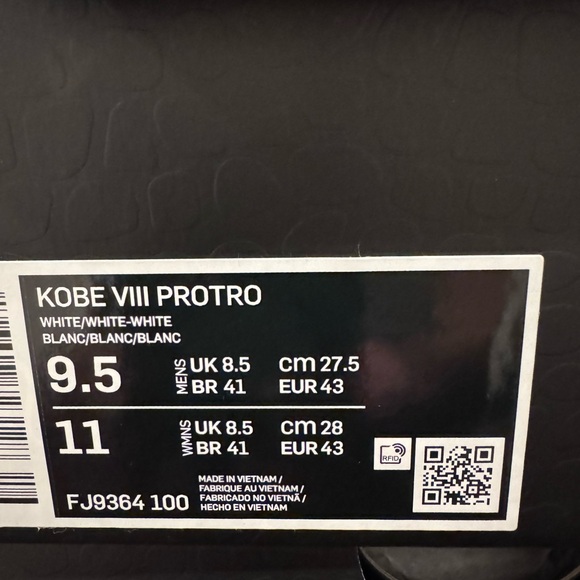 KOBE VIII PROTRO
WHITE/WHITE-WHITE
BLANC/BLANC/BLANC
9.5 MENS UK 8.5 cm 27.5
BR 41 EUR 43
11 WMNS UK 8.5 cm 28
BR 41 EUR 43
RFID
FJ9364 100
MADE IN VIETNAM /
FABRIQUE AU VIETNAM /
FABRICADO NO VIETNÃ /
HECHO EN VIETNAM